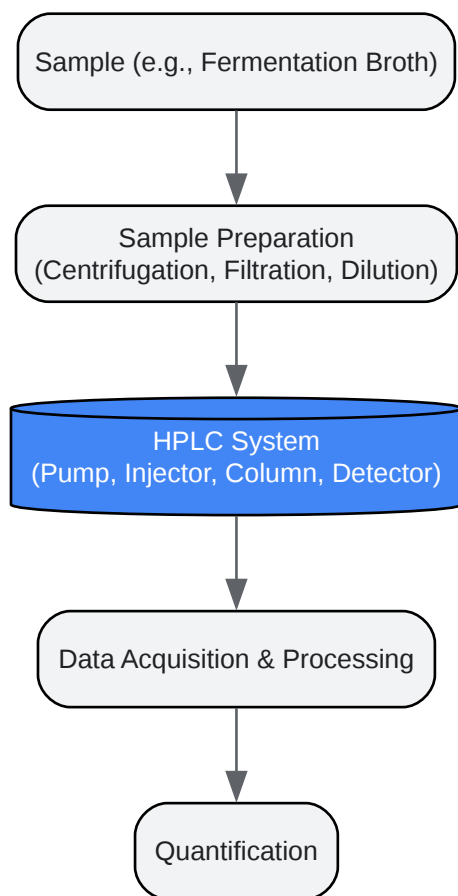 Sample (e.g., Fermentation Broth)
Sample Preparation
(Centrifugation, Filtration, Dilution)
HPLC System
(Pump, Injector, Column, Detector)
Data Acquisition & Processing
Quantification